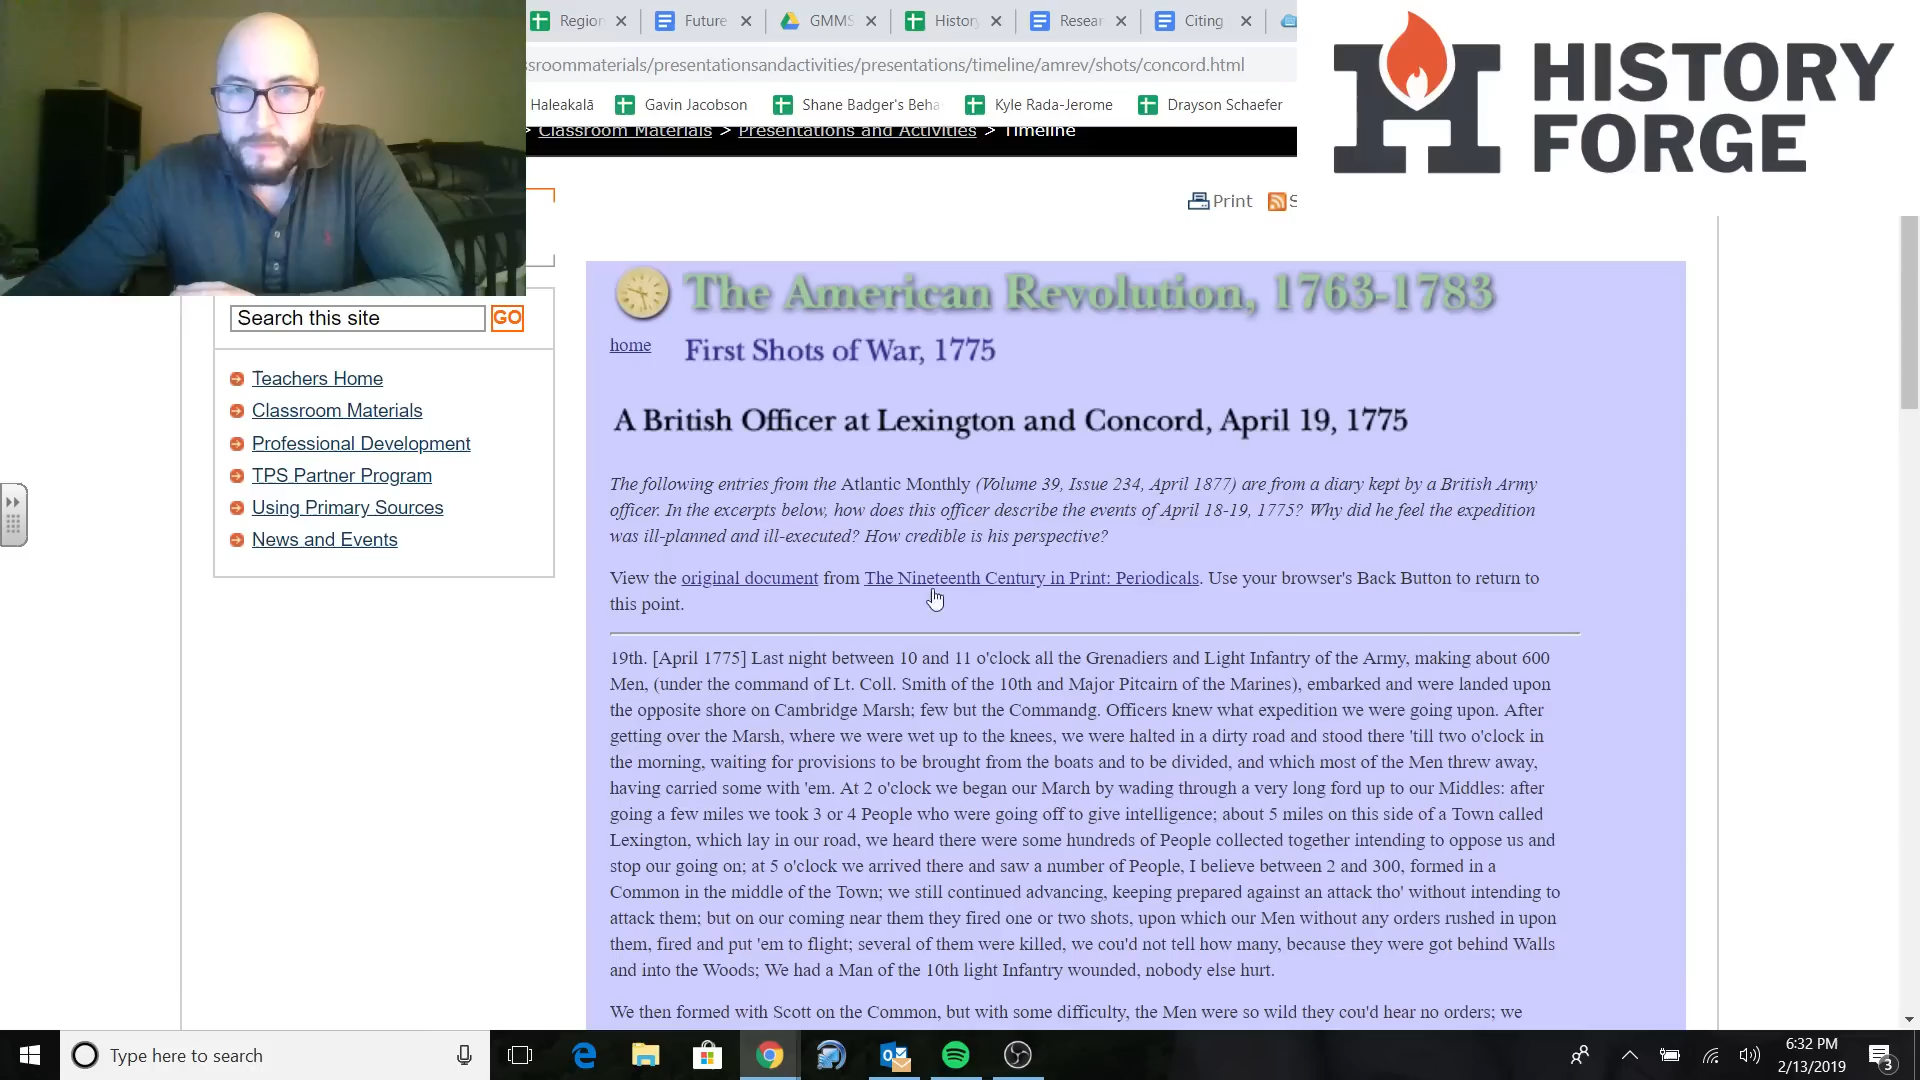 Region
Future
GMMS
History
Resear
Citing
sroommaterials/presentationsandactivities/presentations/timeline/amrev/shots/concord.html
Haleakalā
Gavin Jacobson
Shane Badger's Beha
Kyle Rada-Jerome
Drayson Schaefer
HISTORY
FORGE
> Classroom Materials > Presentations and Activities > Timeline
Print
S
Search this site
GO
Teachers Home
Classroom Materials
Professional Development
TPS Partner Program
Using Primary Sources
News and Events
The American Revolution, 1763-1783
home
First Shots of War, 1775
A British Officer at Lexington and Concord, April 19, 1775
The following entries from the Atlantic Monthly (Volume 39, Issue 234, April 1877) are from a diary kept by a British Army
officer. In the excerpts below, how does this officer describe the events of April 18-19, 1775? Why did he feel the expedition
was ill-planned and ill-executed? How credible is his perspective?
View the original document from The Nineteenth Century in Print: Periodicals. Use your browser's Back Button to return to
this point.
19th. [April 1775] Last night between 10 and 11 o'clock all the Grenadiers and Light Infantry of the Army, making about 600
Men, (under the command of Lt. Coll. Smith of the 10th and Major Pitcairn of the Marines), embarked and were landed upon
the opposite shore on Cambridge Marsh; few but the Commandg. Officers knew what expedition we were going upon. After
getting over the Marsh, where we were wet up to the knees, we were halted in a dirty road and stood there 'till two o'clock in
the morning, waiting for provisions to be brought from the boats and to be divided, and which most of the Men threw away,
having carried some with 'em. At 2 o'clock we began our March by wading through a very long ford up to our Middles: after
going a few miles we took 3 or 4 People who were going off to give intelligence; about 5 miles on this side of a Town called
Lexington, which lay in our road, we heard there were some hundreds of People collected together intending to oppose us and
stop our going on; at 5 o'clock we arrived there and saw a number of People, I believe between 2 and 300, formed in a
Common in the middle of the Town; we still continued advancing, keeping prepared against an attack tho' without intending to
attack them; but on our coming near them they fired one or two shots, upon which our Men without any orders rushed in upon
them, fired and put 'em to flight; several of them were killed, we cou'd not tell how many, because they were got behind Walls
and into the Woods; We had a Man of the 10th light Infantry wounded, nobody else hurt.
We then formed with Scott on the Common, but with some difficulty, the Men were so wild they cou'd hear no orders; we
Type here to search
6:32 PM
2/13/2019
3